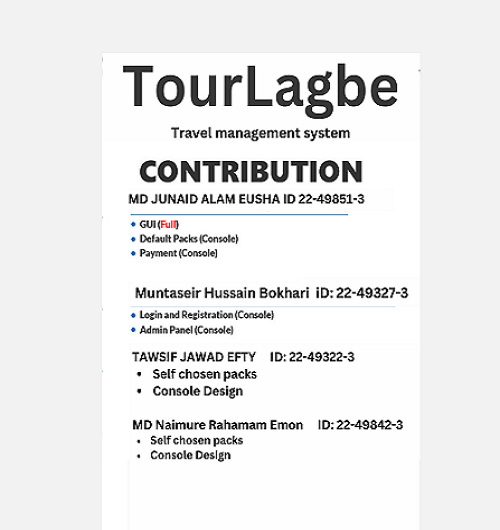 TourLagbe
Travel management system
CONTRIBUTION
MD JUNAID ALAM EUSHA ID 22-49851-3
• GUI (Full)
• Default Packs (Console)
• Payment (Console)
Muntaseir Hussain Bokhari iD: 22-49327-3
• Login and Registration (Console)
• Admin Panel (Console)
TAWSIF JAWAD EFTY ID: 22-49322-3
• Self chosen packs
• Console Design
MD Naimure Rahamam Emon ID: 22-49842-3
• Self chosen packs
• Console Design